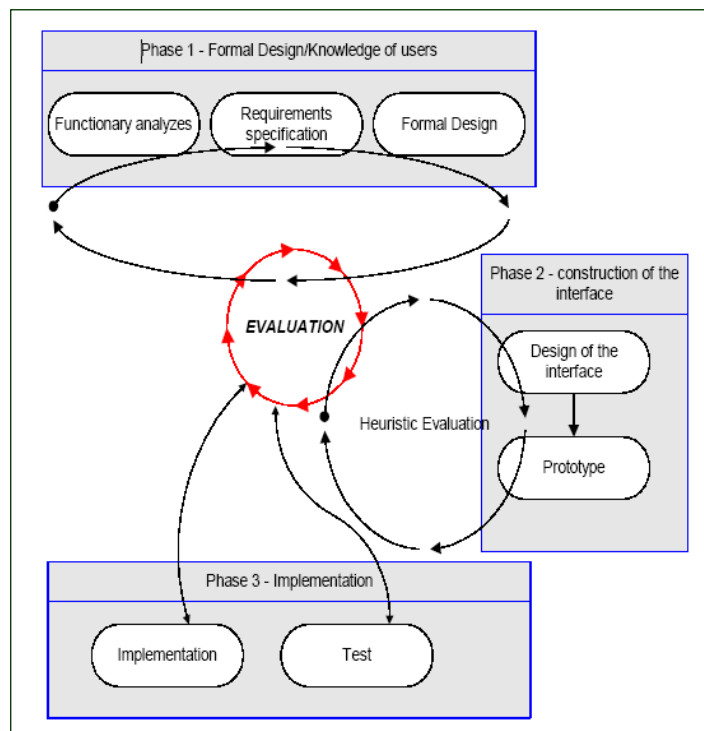 Phase 1 - Formal Design/Knowledge of users
Functionary analyzes
Requirements
specification
Formal Design
EVALUATION
Phase 2 - construction of the
interface
Design of the
interface
Heuristic Evaluation
Prototype
Phase 3 - Implementation
Implementation
Test